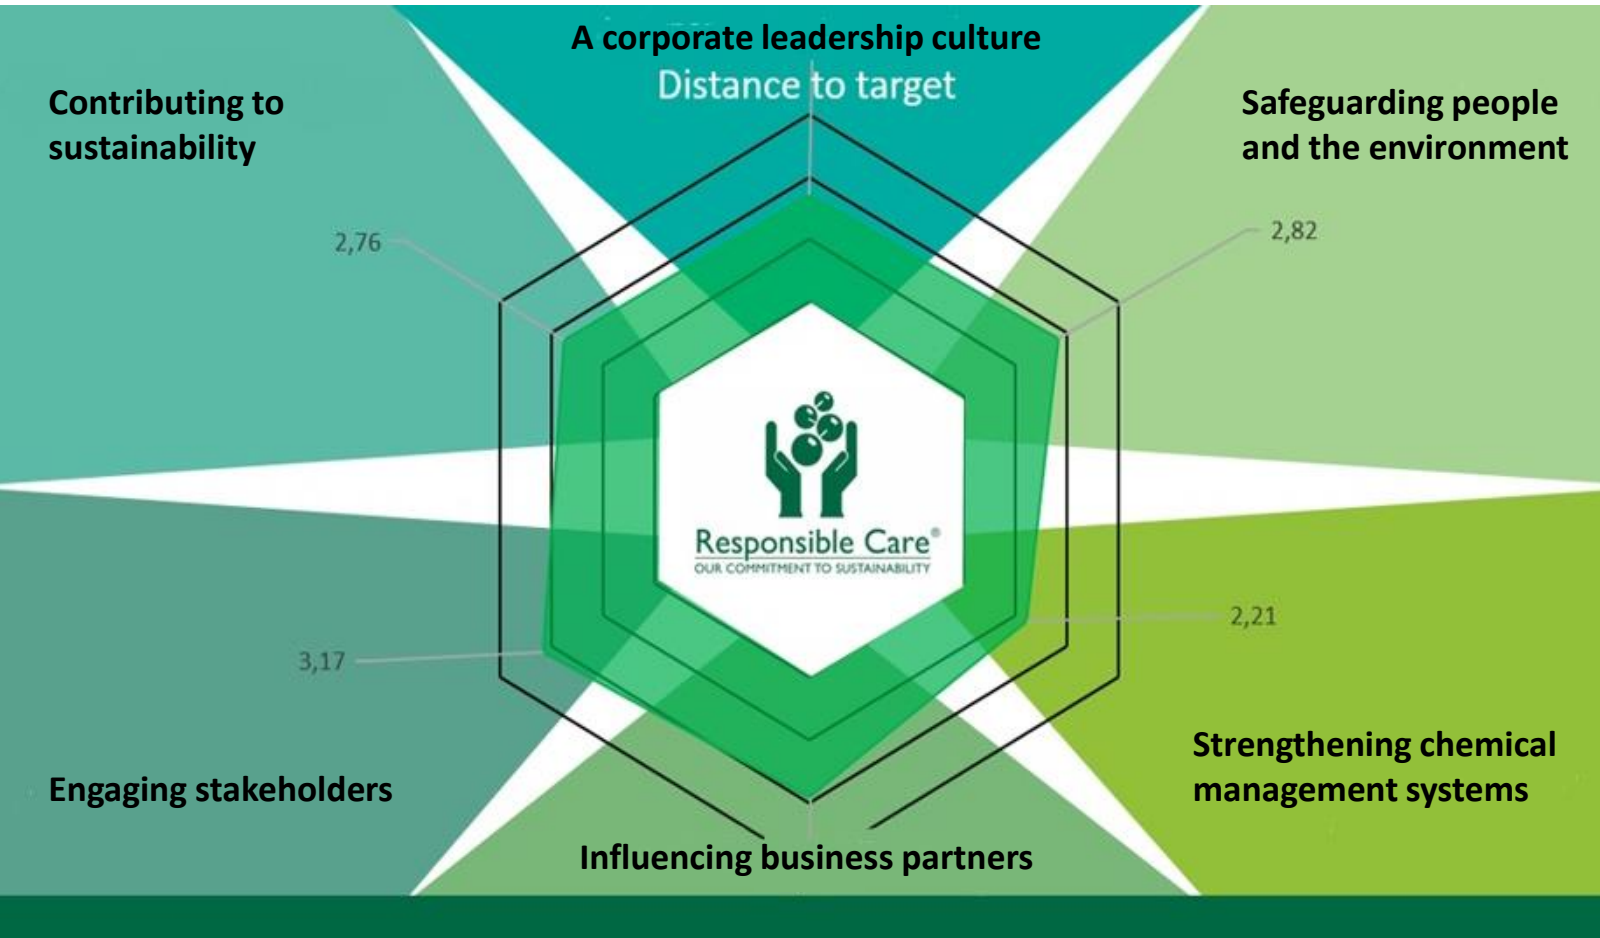 A corporate leadership culture
Distance to target
Contributing to
sustainability
Safeguarding people
and the environment
2,76
2,82
Responsible Care®
OUR COMMITMENT TO SUSTAINABILITY
3,17
2,21
Engaging stakeholders
Strengthening chemical
management systems
Influencing business partners